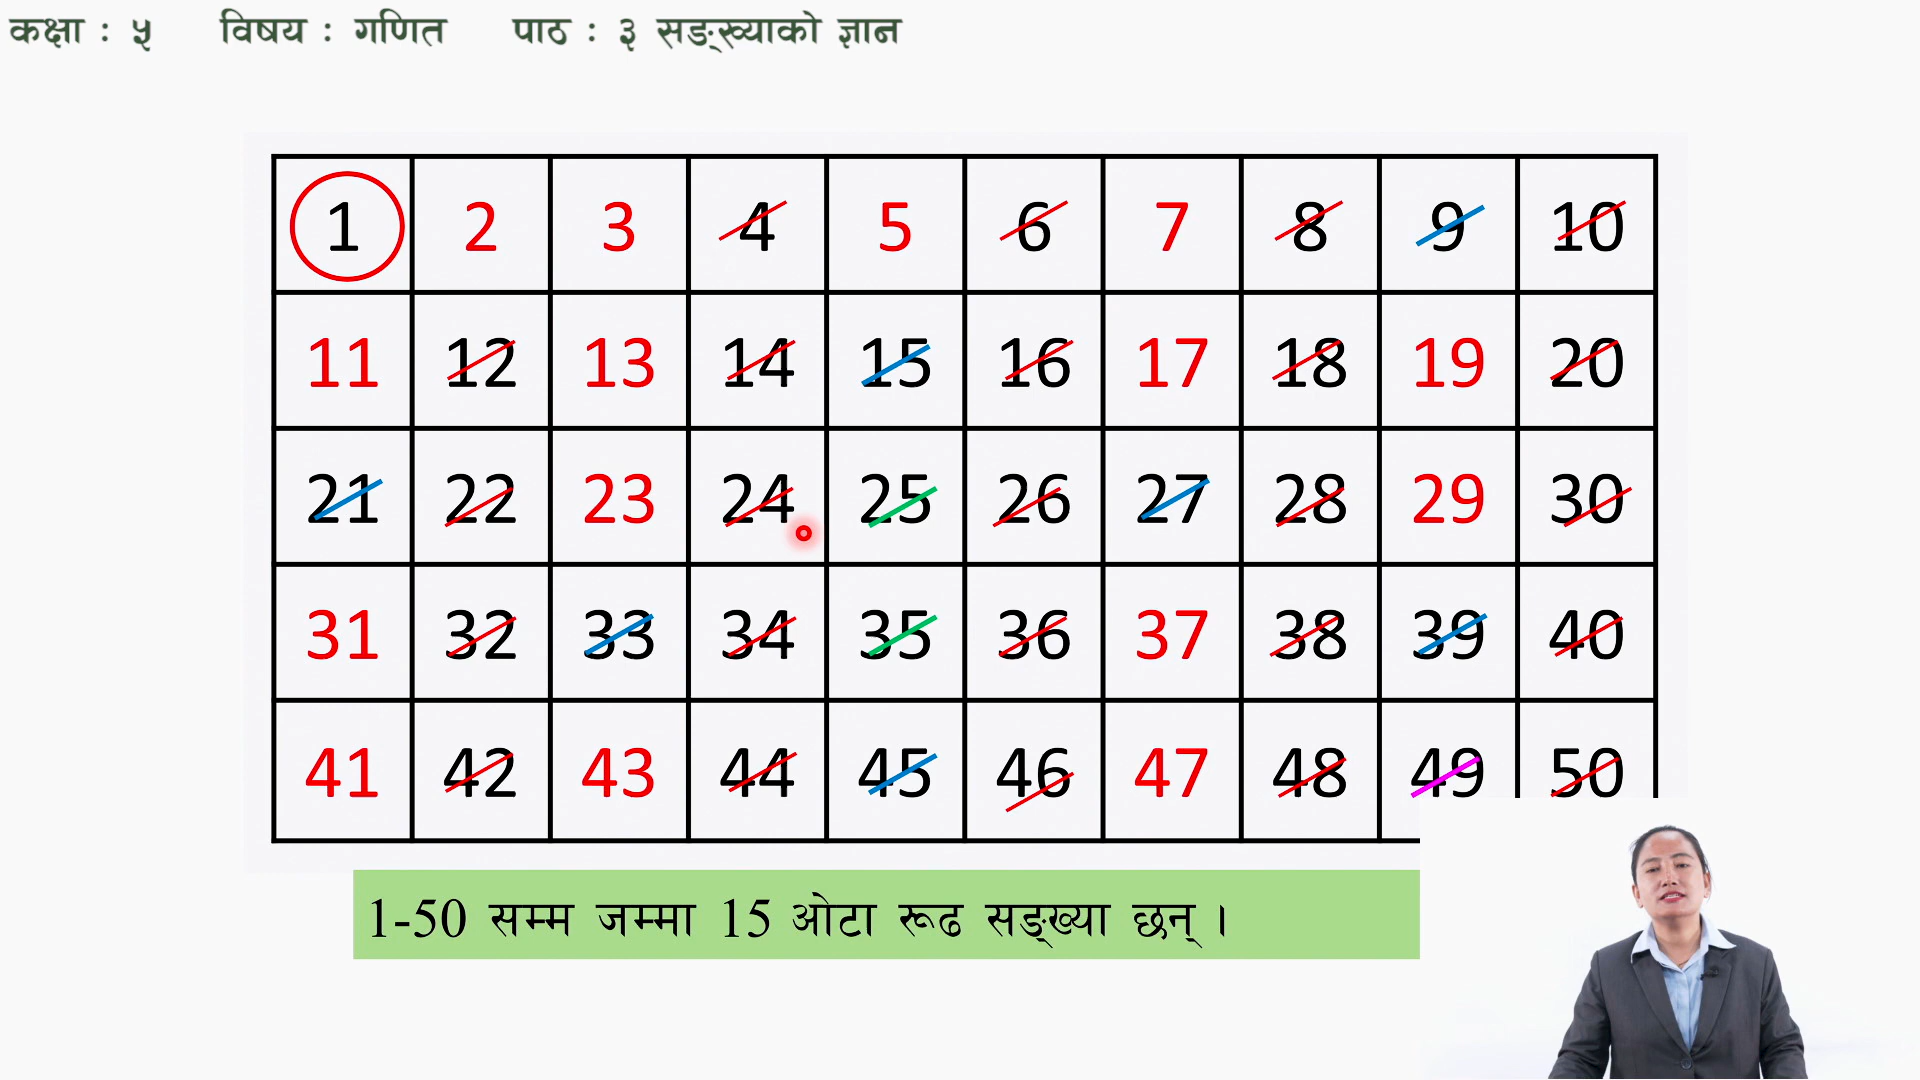 कक्षा : ५ विषय : गणित पाठ : ३ सङ्ख्याको ज्ञान
1 2 3 4 5 6 7 8 9 10
11 12 13 14 15 16 17 18 19 20
21 22 23 24 25 26 27 28 29 30
31 32 33 34 35 36 37 38 39 40
41 42 43 44 45 46 47 48 49 50
1-50 सम्म जम्मा 15 ओटा रूढ सङ्ख्या छन् ।